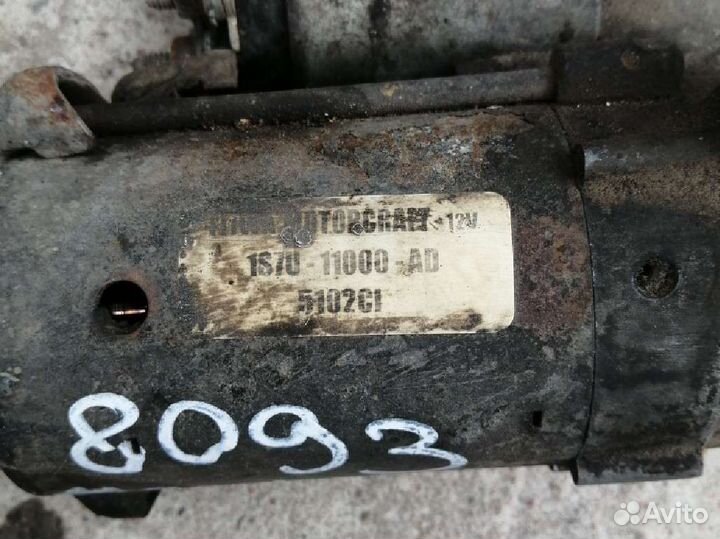 MOTORCRAFT 12V
1S7U 11000 AD
5102CI
8093
Avito